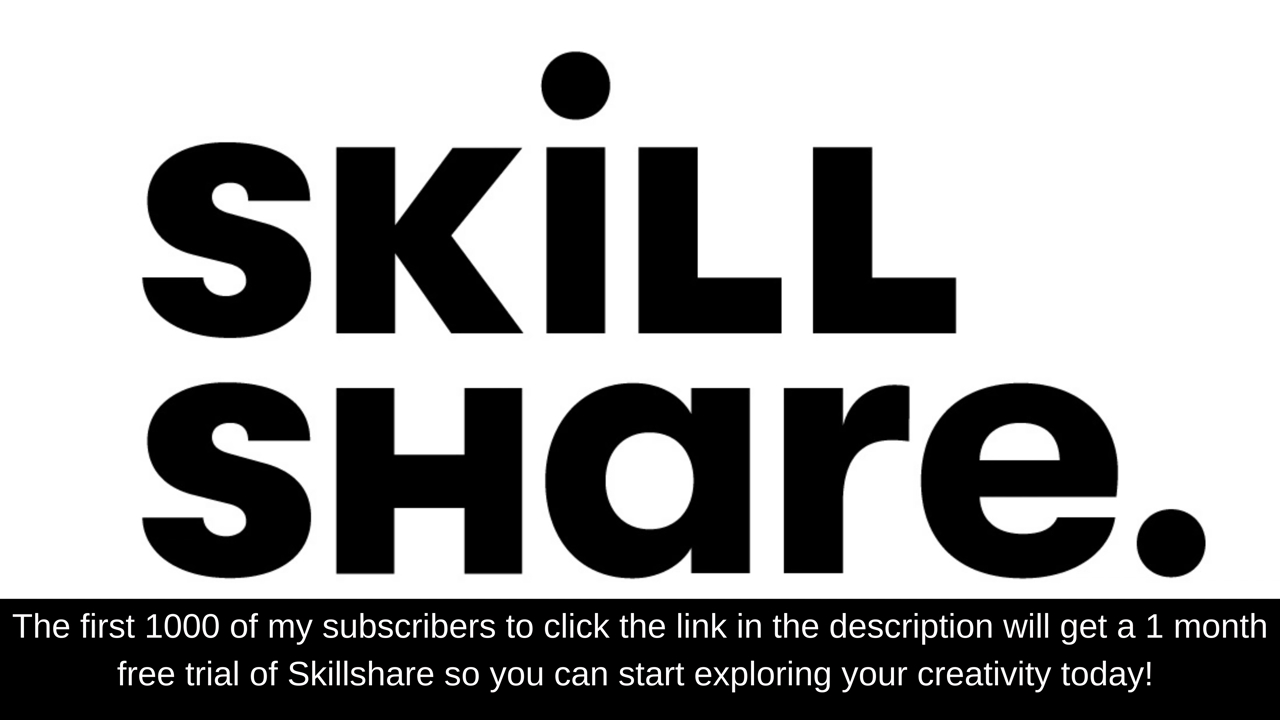 SKiLL
SHare.
The first 1000 of my subscribers to click the link in the description will get a 1 month
free trial of Skillshare so you can start exploring your creativity today!